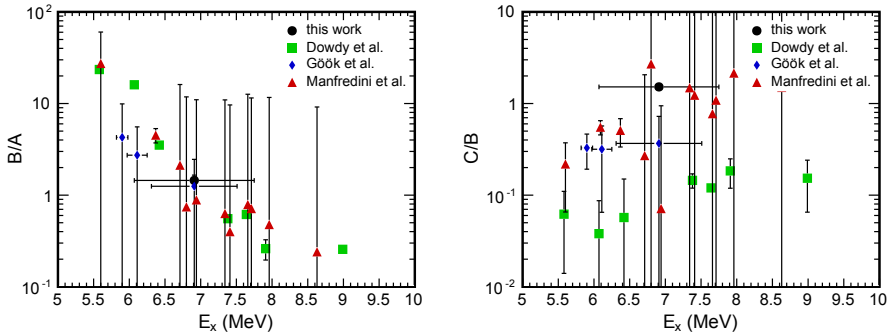 B/A
10²
10
1
10⁻¹
this work
Dowdy et al.
Göök et al.
Manfredini et al.
5 5.5 6 6.5 7 7.5 8 8.5 9 9.5 10
Eₓ (MeV)
C/B
10
1
10⁻¹
10⁻²
this work
Dowdy et al.
Göök et al.
Manfredini et al.
5 5.5 6 6.5 7 7.5 8 8.5 9 9.5 10
Eₓ (MeV)